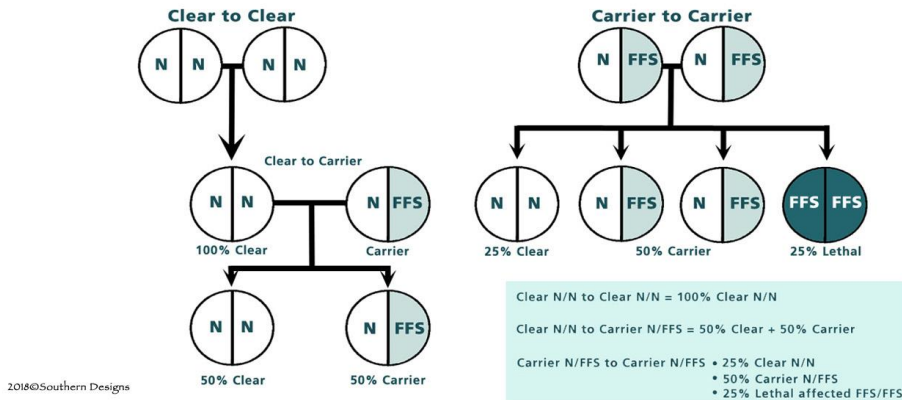 Clear to Clear
N N N N
Clear to Carrier
N N N FFS
100% Clear Carrier
N N N FFS
50% Clear 50% Carrier
Carrier to Carrier
N FFS N FFS
N N N FFS N FFS FFS FFS
25% Clear 50% Carrier 25% Lethal
Clear N/N to Clear N/N = 100% Clear N/N
Clear N/N to Carrier N/FFS = 50% Clear + 50% Carrier
Carrier N/FFS to Carrier N/FFS • 25% Clear N/N
• 50% Carrier N/FFS
• 25% Lethal affected FFS/FFS
2018©Southern Designs